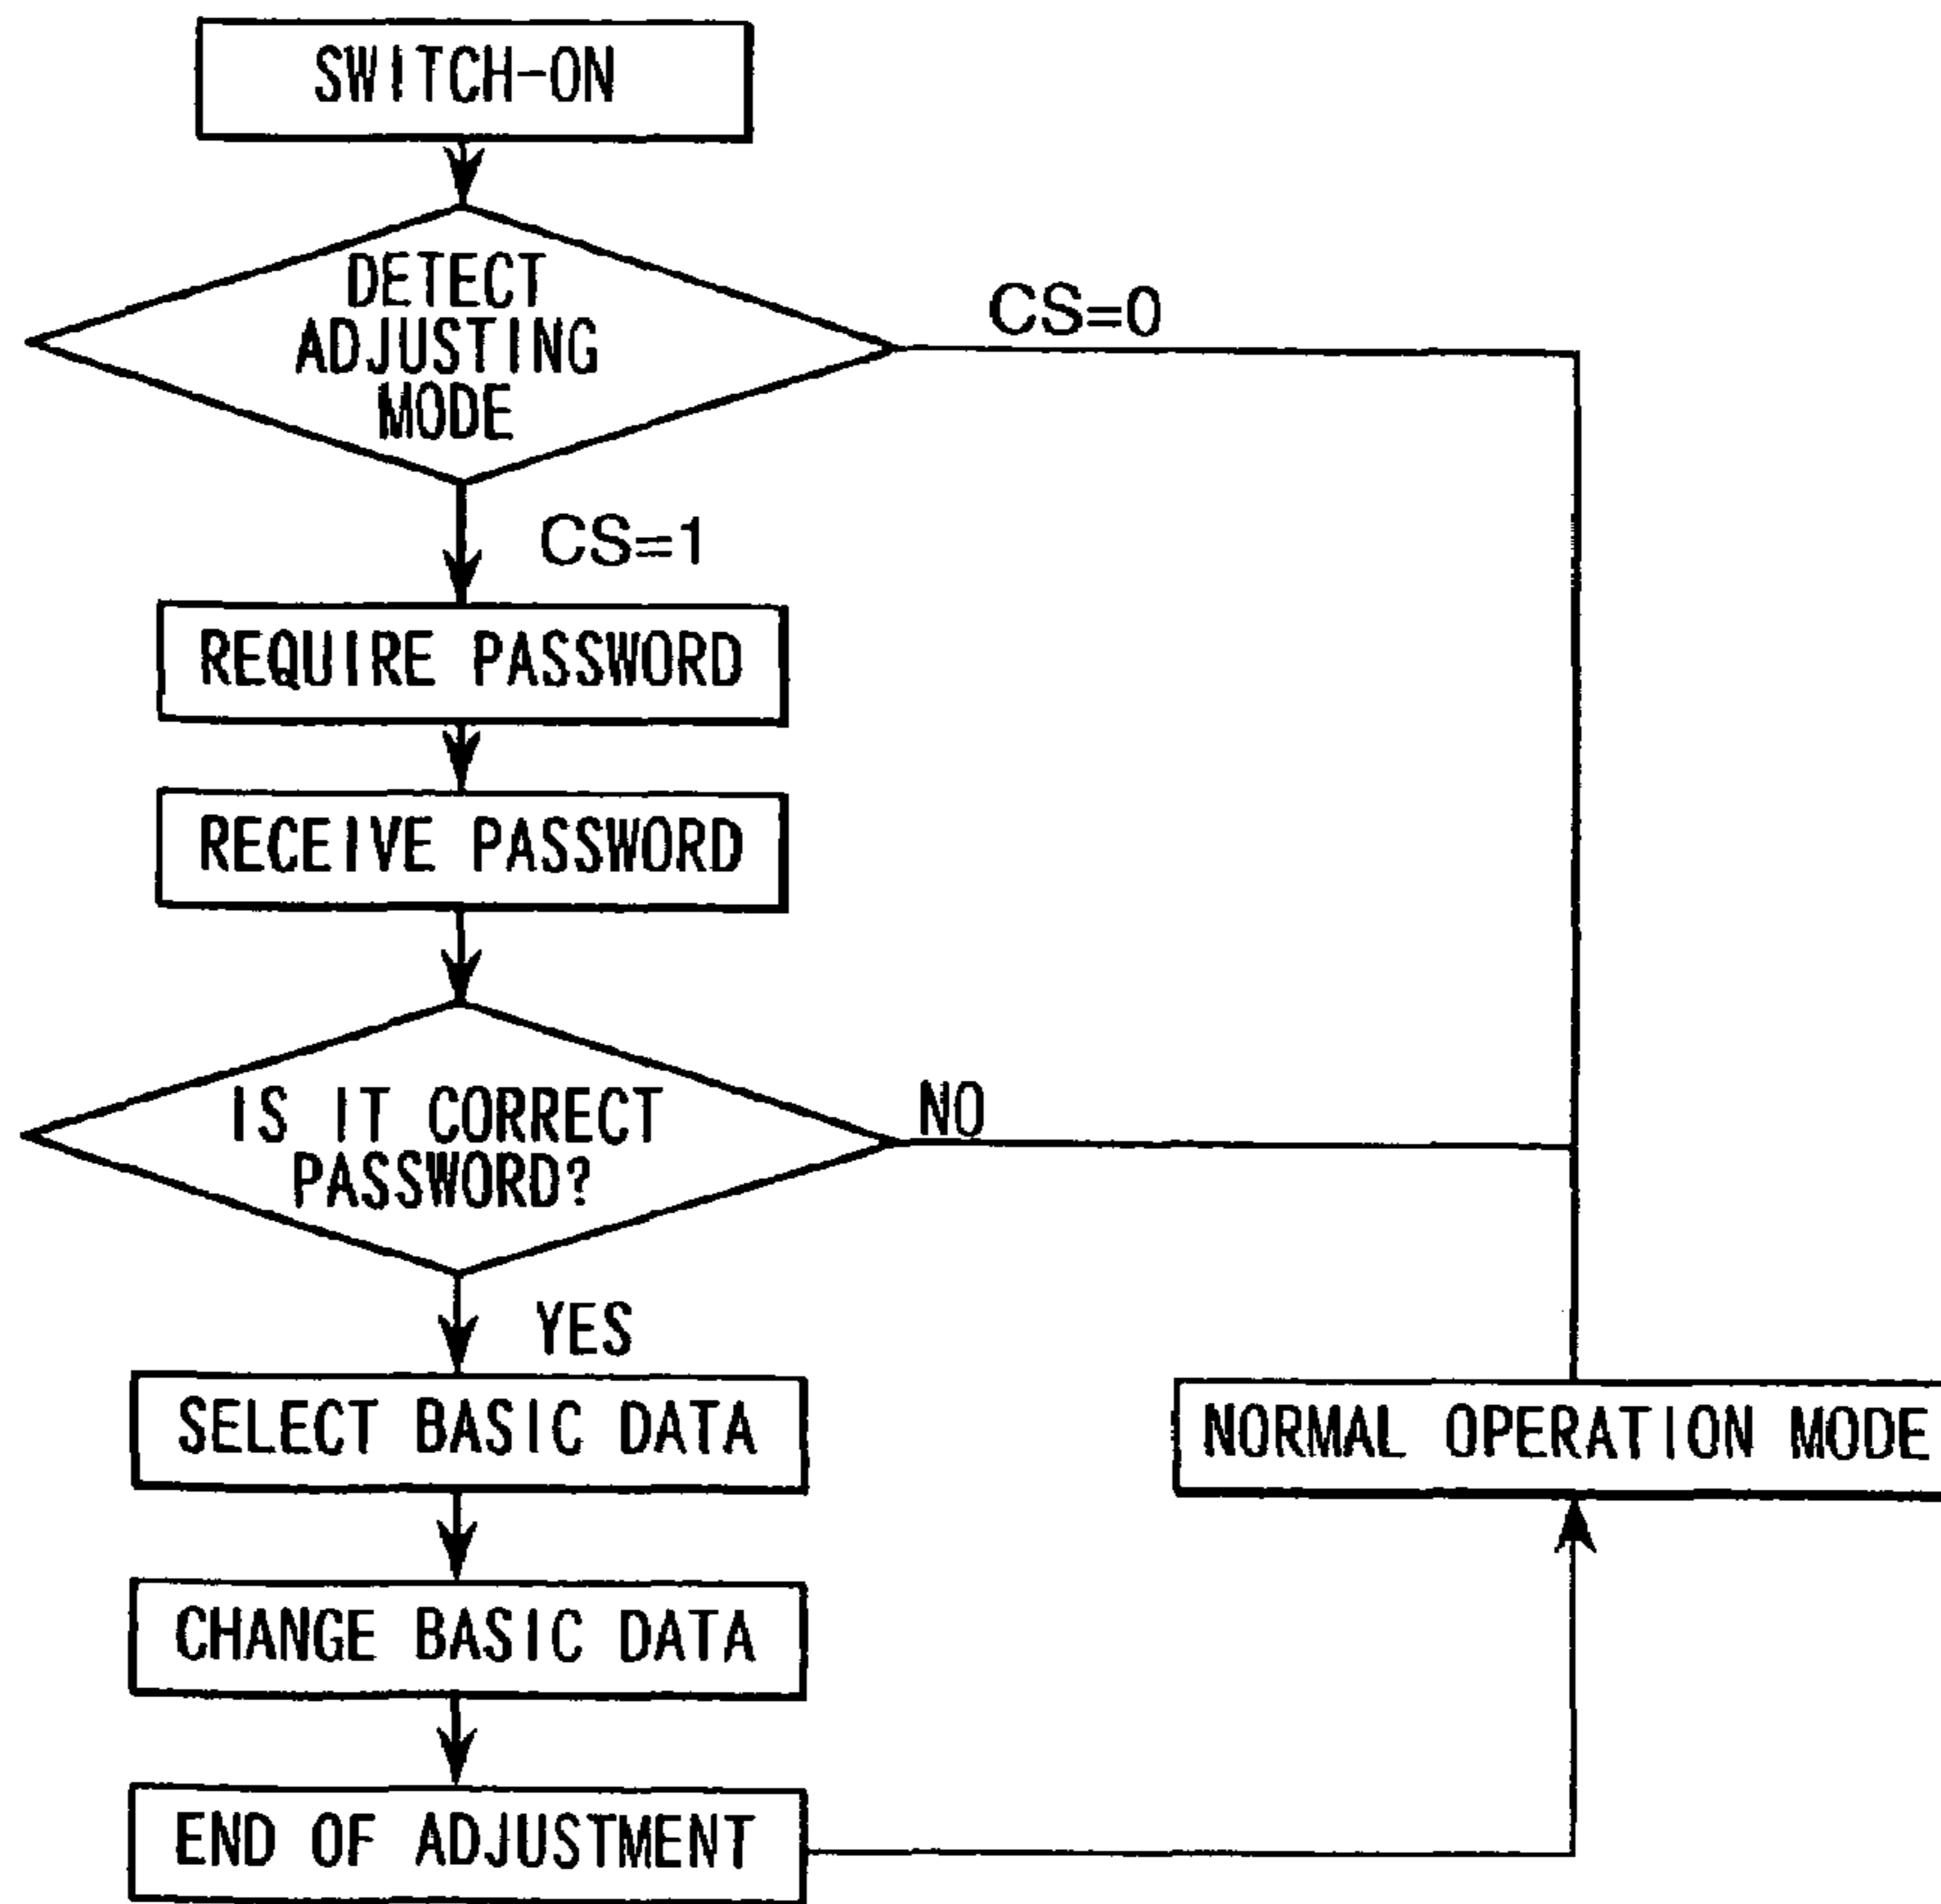 SWITCH-ON
DETECT
ADJUSTING
MODE
CS=0
CS=1
REQUIRE PASSWORD
RECEIVE PASSWORD
IS IT CORRECT
PASSWORD?
NO
YES
SELECT BASIC DATA
NORMAL OPERATION MODE
CHANGE BASIC DATA
END OF ADJUSTMENT